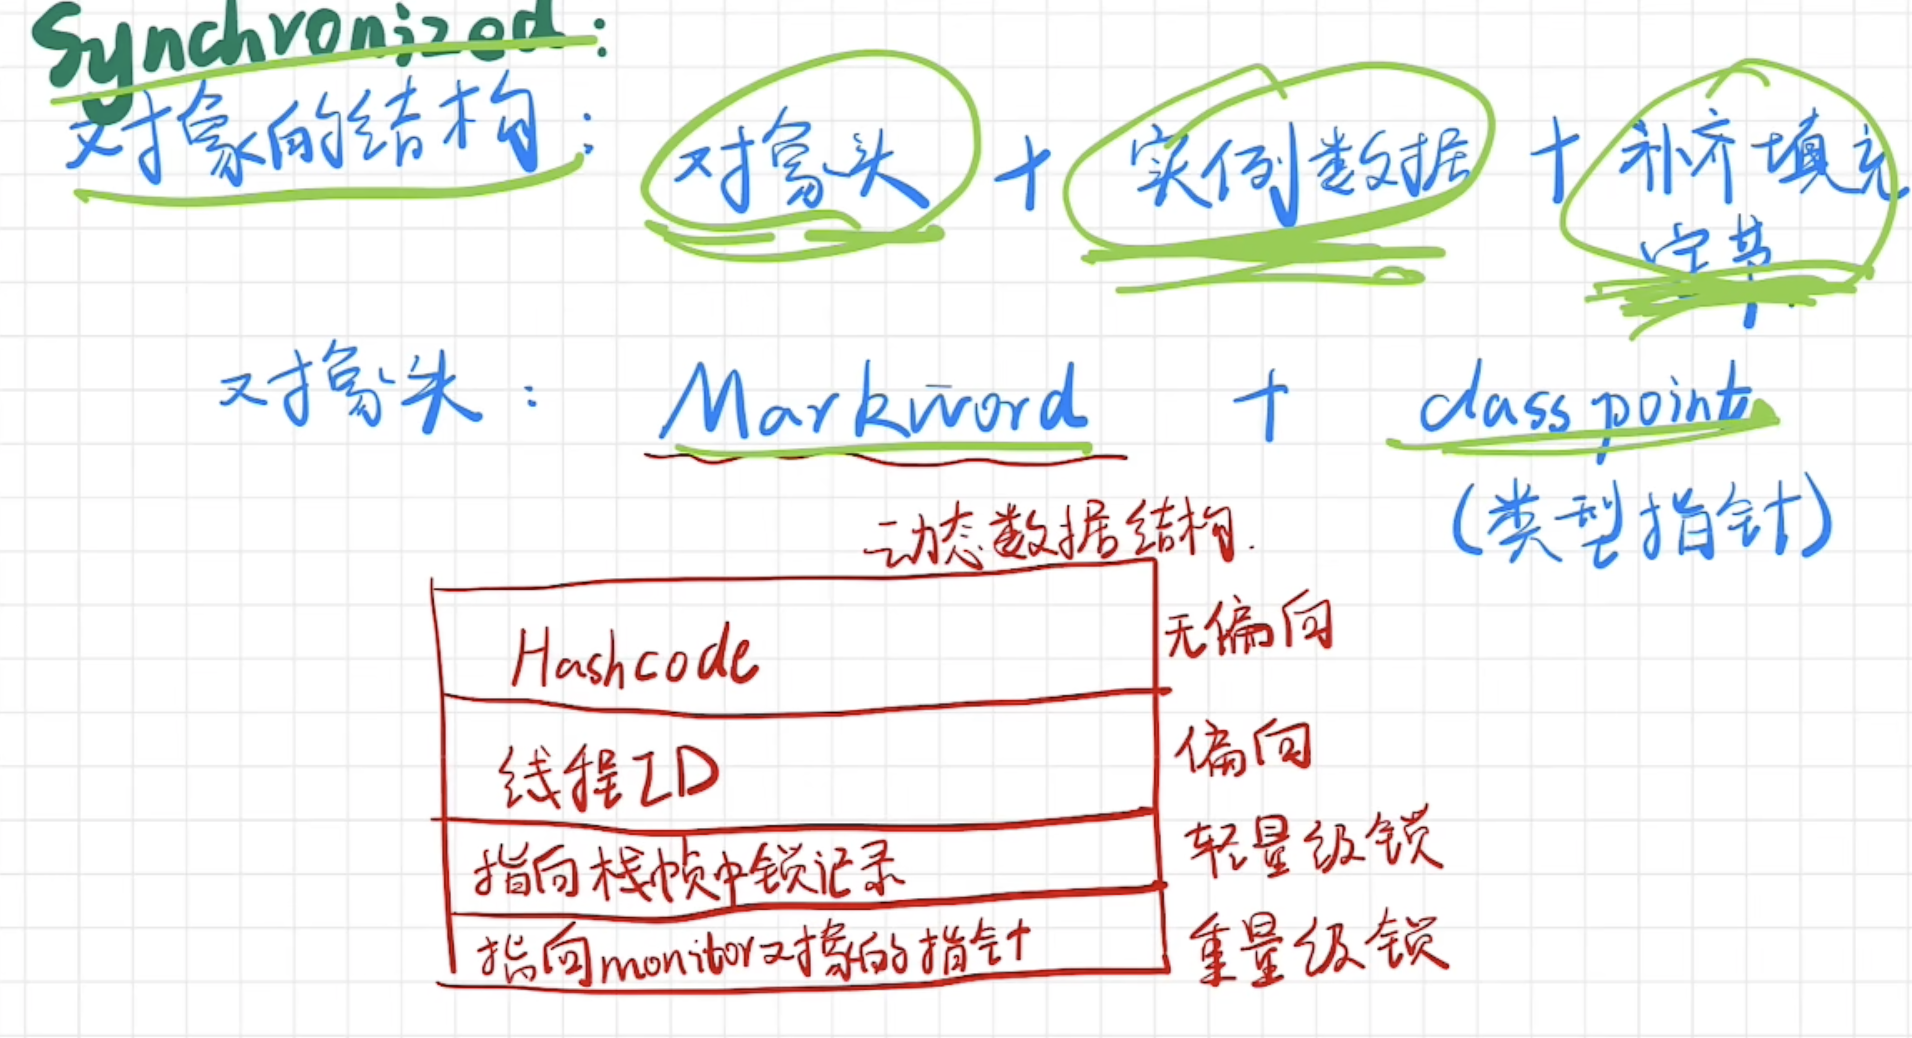 Synchronized:
对象的结构: 对象头 + 实例数据 + 补齐填充
字节
对象头: Markword + class point
(类型指针)
动态数据结构.
Hashcode 无偏向
线程ID 偏向
指向栈帧中锁记录 轻量级锁
指向monitor对象的指针 重量级锁